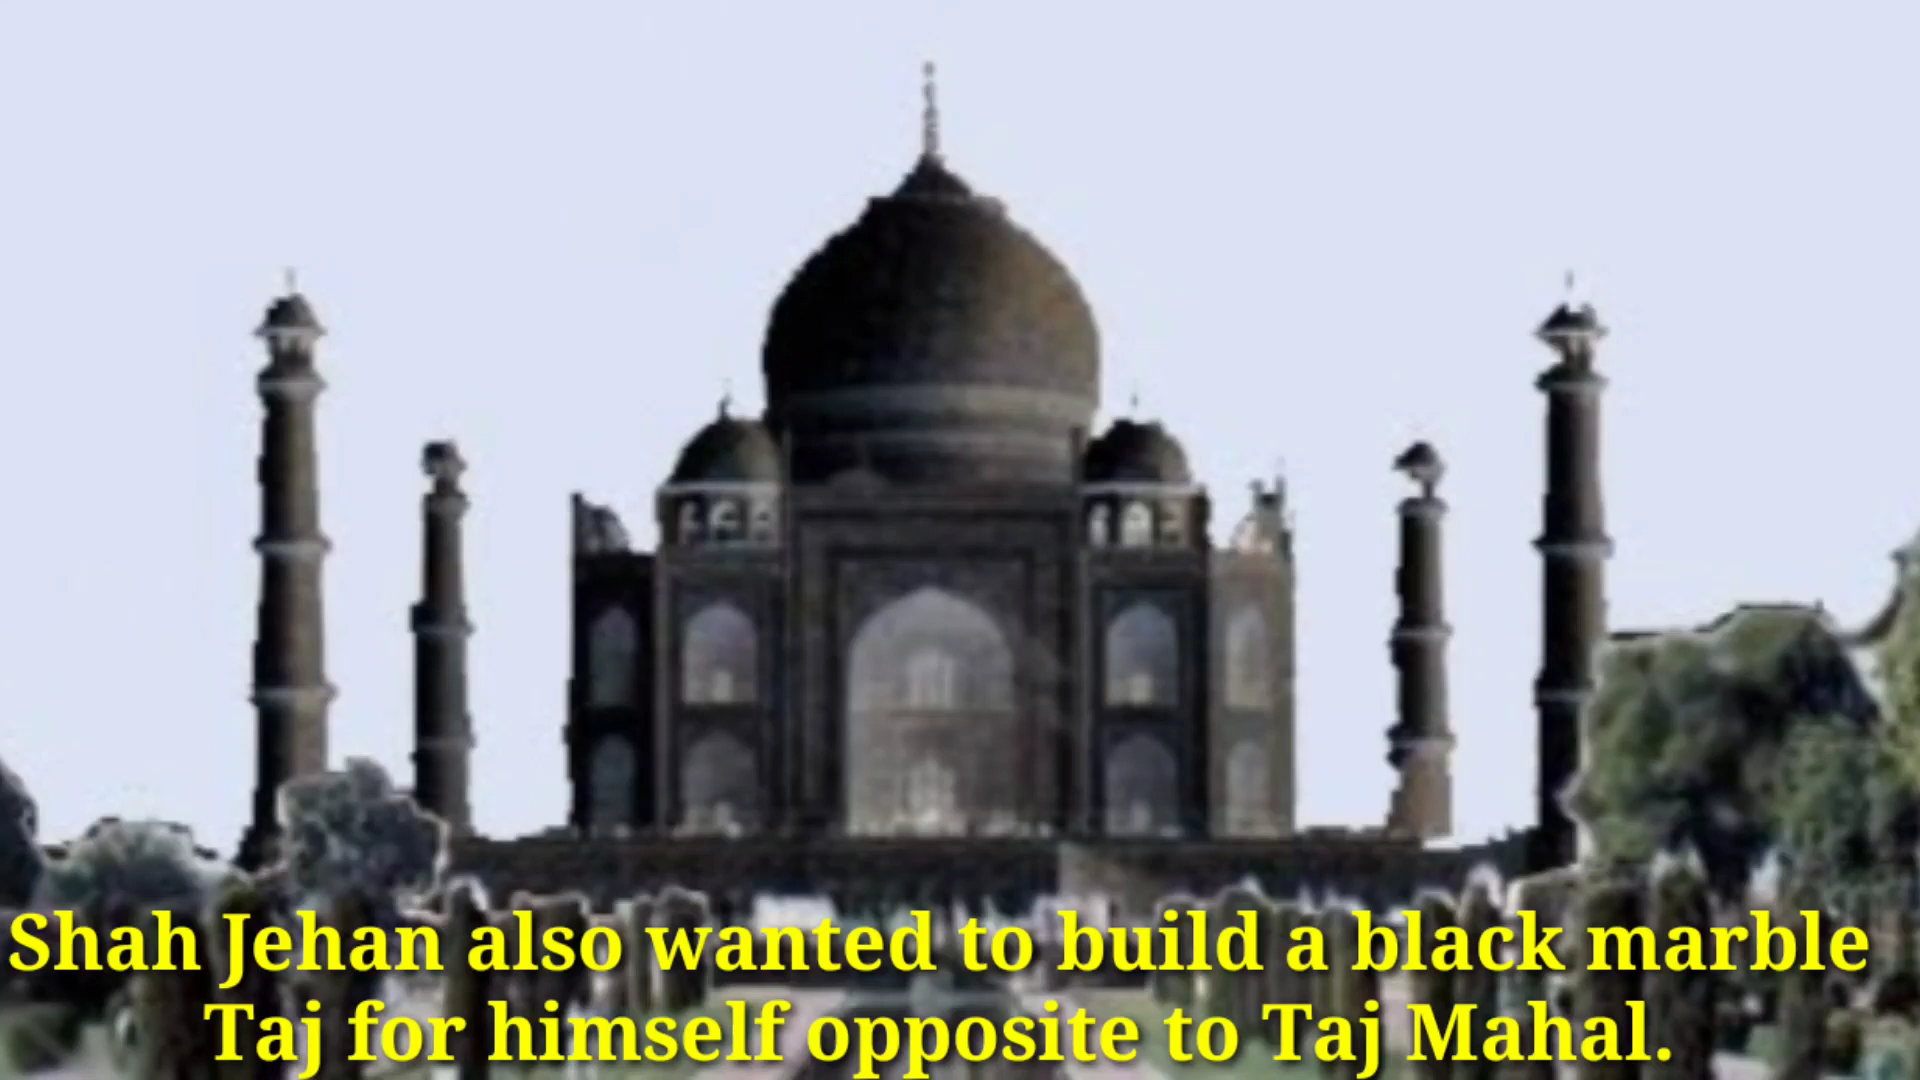 Shah Jehan also wanted to build a black marble
Taj for himself opposite to Taj Mahal.